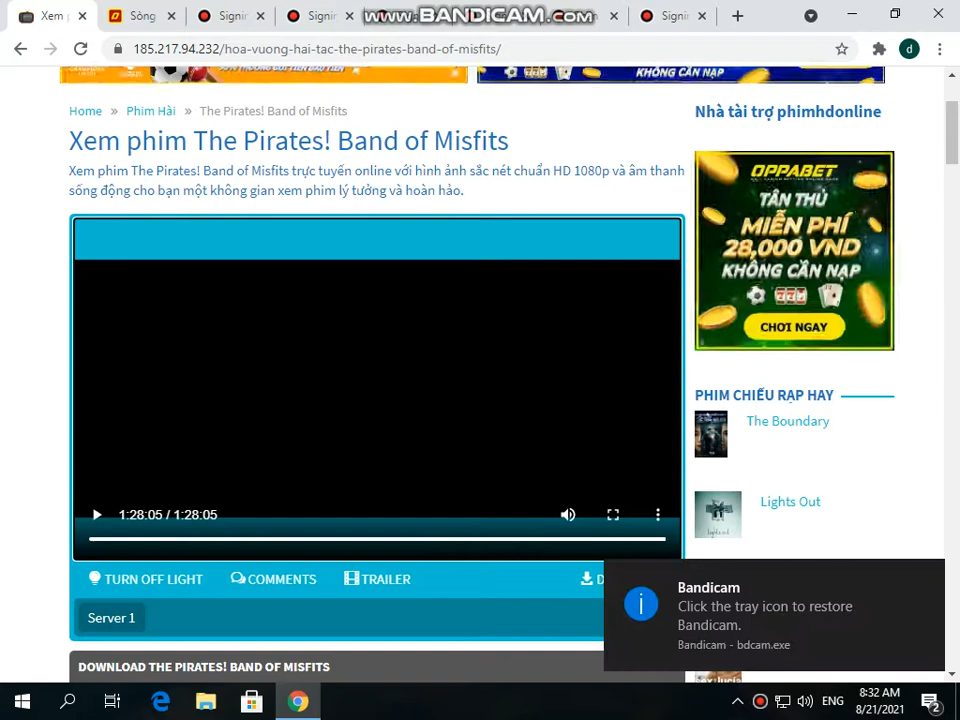 Xem p
Sòng
Signir
Signir
Signir
www.BANDICAM.com
185.217.94.232/hoa-vuong-hai-tac-the-pirates-band-of-misfits/
d
KHÔNG CẦN NẠP
Home » Phim Hài » The Pirates! Band of Misfits
Xem phim The Pirates! Band of Misfits
Xem phim The Pirates! Band of Misfits trực tuyến online với hình ảnh sắc nét chuẩn HD 1080p và âm thanh
sống động cho bạn một không gian xem phim lý tưởng và hoàn hảo.
1:28:05 / 1:28:05
TURN OFF LIGHT
COMMENTS
TRAILER
D
Server 1
DOWNLOAD THE PIRATES! BAND OF MISFITS
Nhà tài trợ phimhdonline
OPPABET
TÂN THỦ
MIỄN PHÍ
28,000 VND
KHÔNG CẦN NẠP
777
CHƠI NGAY
PHIM CHIẾU RẠP HAY
The Boundary
Lights Out
Bandicam
Click the tray icon to restore
Bandicam.
Bandicam - bdcam.exe
ENG
8:32 AM
8/21/2021
2